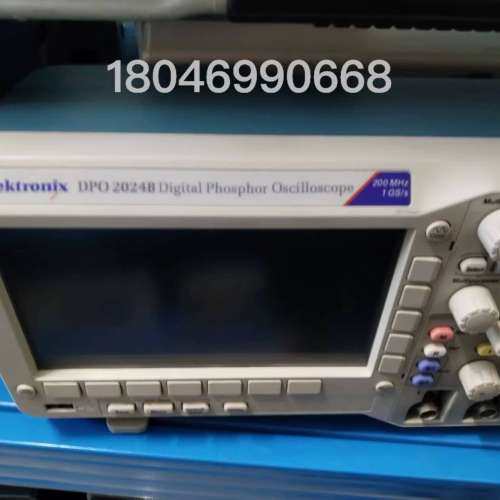 18046990668
ektronix DPO 2024B Digital Phosphor Oscilloscope
200 MHz
1 GS/s